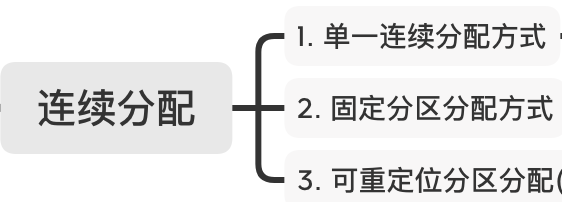 连续分配
1. 单一连续分配方式
2. 固定分区分配方式
3. 可重定位分区分配(